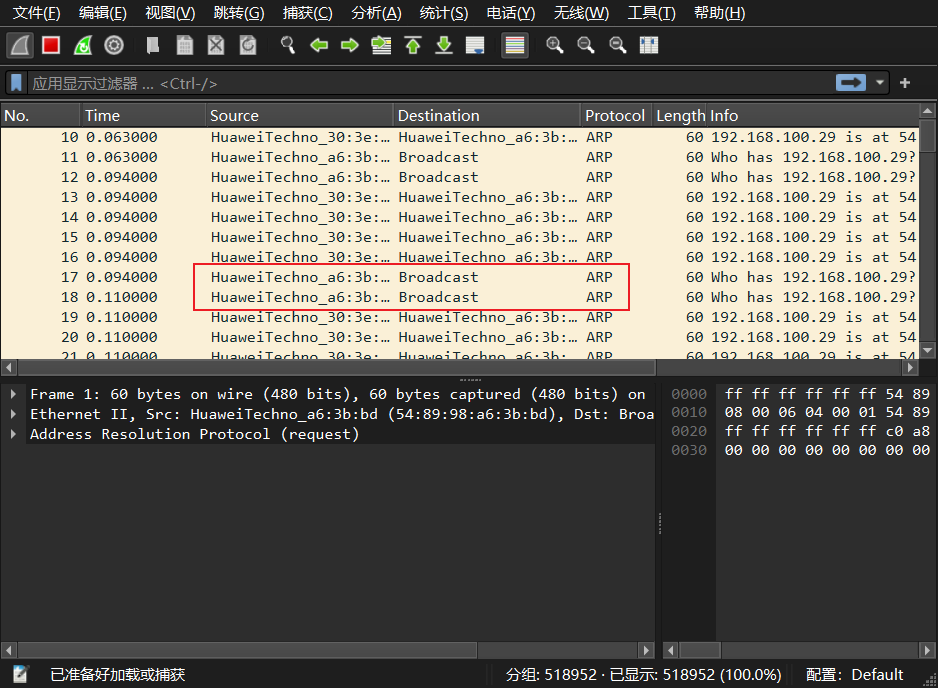 文件(F) 编辑(E) 视图(V) 跳转(G) 捕获(C) 分析(A) 统计(S) 电话(Y) 无线(W) 工具(T) 帮助(H)
应用显示过滤器 … <Ctrl-/>
No. Time Source Destination Protocol Length Info
10 0.063000 HuaweiTechno_30:3e:… HuaweiTechno_a6:3b:… ARP 60 192.168.100.29 is at 54
11 0.063000 HuaweiTechno_a6:3b:… Broadcast ARP 60 Who has 192.168.100.29?
12 0.094000 HuaweiTechno_a6:3b:… Broadcast ARP 60 Who has 192.168.100.29?
13 0.094000 HuaweiTechno_30:3e:… HuaweiTechno_a6:3b:… ARP 60 192.168.100.29 is at 54
14 0.094000 HuaweiTechno_30:3e:… HuaweiTechno_a6:3b:… ARP 60 192.168.100.29 is at 54
15 0.094000 HuaweiTechno_30:3e:… HuaweiTechno_a6:3b:… ARP 60 192.168.100.29 is at 54
16 0.094000 HuaweiTechno_30:3e:… HuaweiTechno_a6:3b:… ARP 60 192.168.100.29 is at 54
17 0.094000 HuaweiTechno_a6:3b:… Broadcast ARP 60 Who has 192.168.100.29?
18 0.110000 HuaweiTechno_a6:3b:… Broadcast ARP 60 Who has 192.168.100.29?
19 0.110000 HuaweiTechno_30:3e:… HuaweiTechno_a6:3b:… ARP 60 192.168.100.29 is at 54
20 0.110000 HuaweiTechno_30:3e:… HuaweiTechno_a6:3b:… ARP 60 192.168.100.29 is at 54
21 0.110000 HuaweiTechno_30:3e:… HuaweiTechno_a6:3b:… ARP 60 192.168.100.29 is at 54
Frame 1: 60 bytes on wire (480 bits), 60 bytes captured (480 bits) on
Ethernet II, Src: HuaweiTechno_a6:3b:bd (54:89:98:a6:3b:bd), Dst: Broa
Address Resolution Protocol (request)
0000 ff ff ff ff ff ff 54 89
0010 08 00 06 04 00 01 54 89
0020 ff ff ff ff ff ff c0 a8
0030 00 00 00 00 00 00 00 00
已准备好加载或捕获
分组: 518952 · 已显示: 518952 (100.0%)
配置: Default